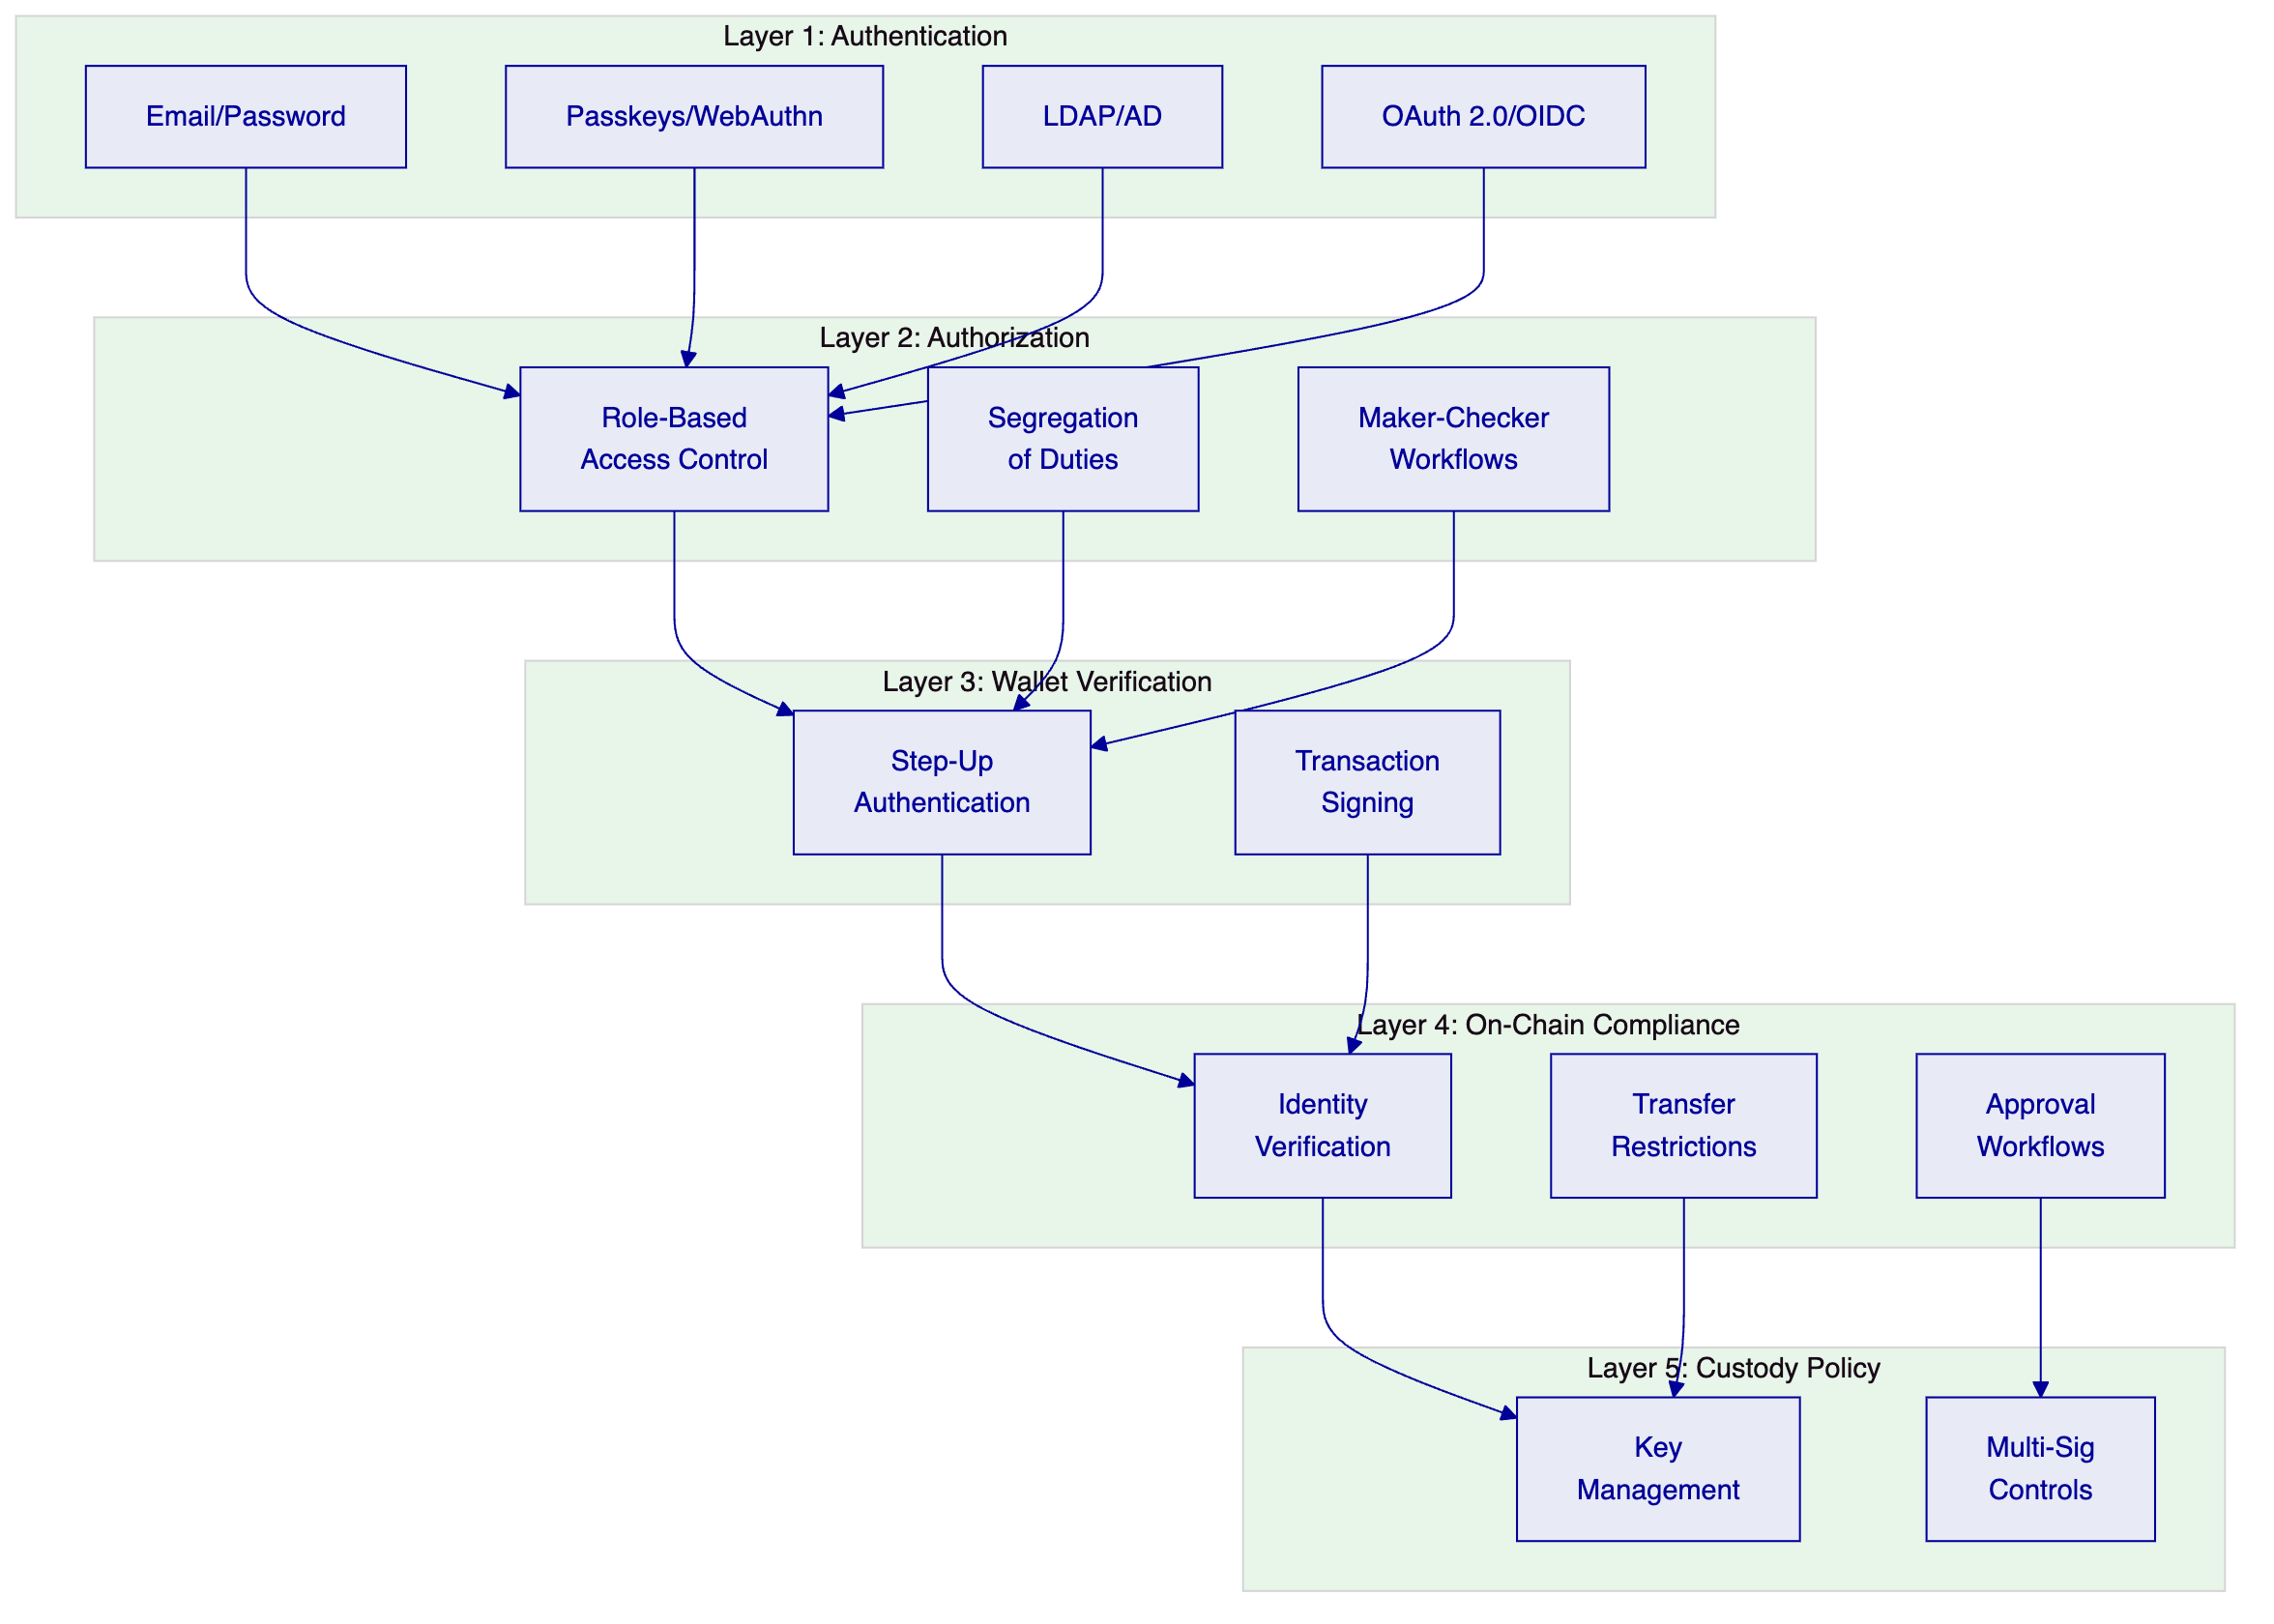 Layer 1: Authentication
Email/Password
Passkeys/WebAuthn
LDAP/AD
OAuth 2.0/OIDC
Layer 2: Authorization
Role-Based
Access Control
Segregation
of Duties
Maker-Checker
Workflows
Layer 3: Wallet Verification
Step-Up
Authentication
Transaction
Signing
Layer 4: On-Chain Compliance
Identity
Verification
Transfer
Restrictions
Approval
Workflows
Layer 5: Custody Policy
Key
Management
Multi-Sig
Controls